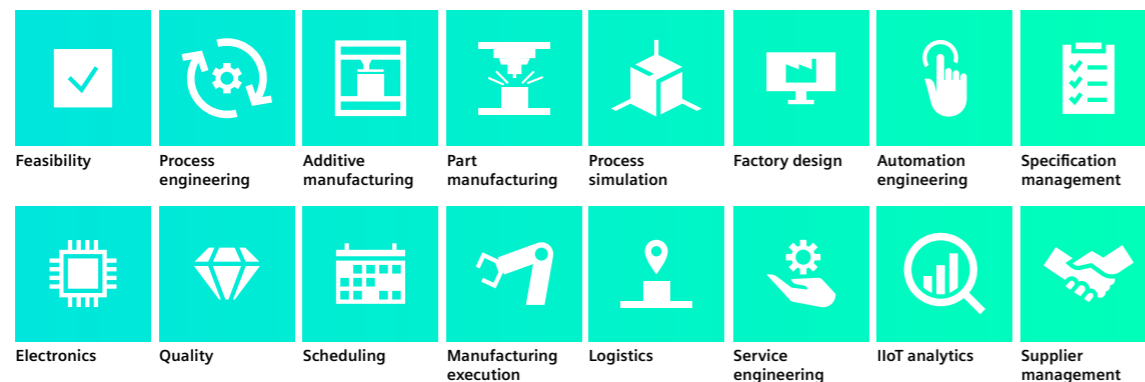 Feasibility
Process
engineering
Additive
manufacturing
Part
manufacturing
Process
simulation
Factory design
Automation
engineering
Specification
management
Electronics
Quality
Scheduling
Manufacturing
execution
Logistics
Service
engineering
IIoT analytics
Supplier
management